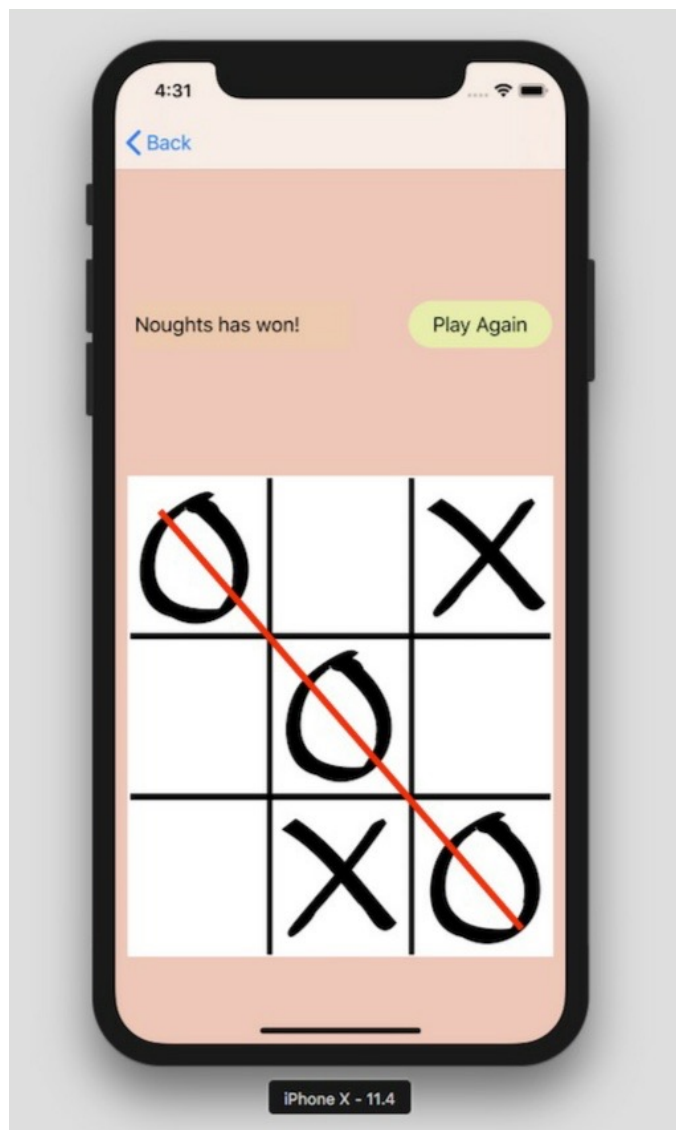 4:31
Back
Noughts has won!
Play Again
O X
O
X O
iPhone X - 11.4